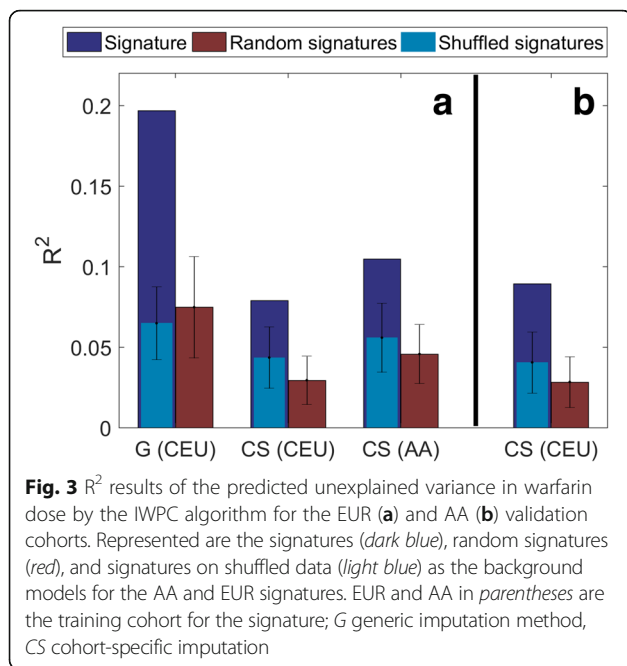 Signature Random signatures Shuffled signatures
a
b
0.2
0.15
0.1
0.05
0
R²
G (CEU) CS (CEU) CS (AA) CS (CEU)
Fig. 3 R² results of the predicted unexplained variance in warfarin
dose by the IWPC algorithm for the EUR (a) and AA (b) validation
cohorts. Represented are the signatures (dark blue), random signatures
(red), and signatures on shuffled data (light blue) as the background
models for the AA and EUR signatures. EUR and AA in parentheses are
the training cohort for the signature; G generic imputation method,
CS cohort-specific imputation